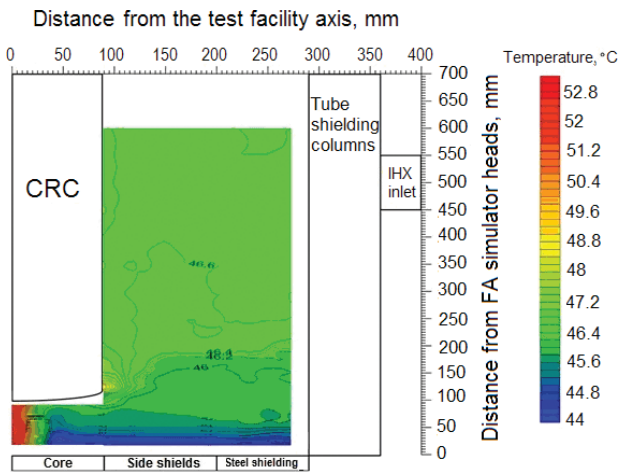 Distance from the test facility axis, mm
0 50 100 150 200 250 300 350 400
Temperature, °C
700
650
600
550
500
450
400
350
300
250
200
150
100
50
0
Distance from FA simulator heads, mm
52.8
52
51.2
50.4
49.6
48.8
48
47.2
46.4
45.6
44.8
44
CRC
Tube
shielding
columns
IHX
inlet
46.6
46.2
46
Core
Side shields
Steel shielding